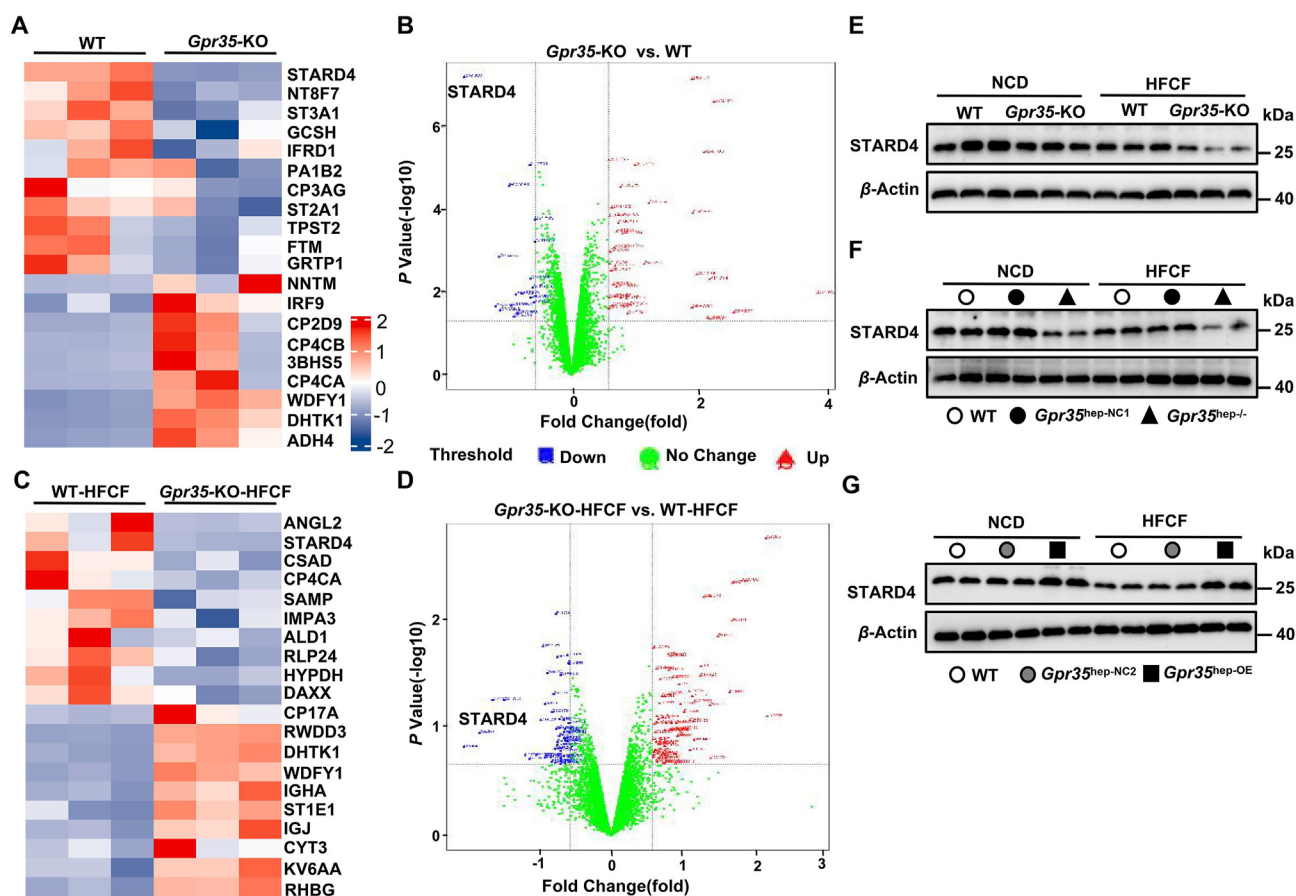 A
WT
Gpr35-KO
STARD4
NT8F7
ST3A1
GCSH
IFRD1
PA1B2
CP3AG
ST2A1
TPST2
FTM
GRTP1
NNTM
IRF9
CP2D9
CP4CB
3BHS5
CP4CA
WDFY1
DHTK1
ADH4
2
1
0
-1
-2
B
Gpr35-KO vs. WT
STARD4
6
4
2
0
P Value(-log10)
0
2
4
Fold Change(fold)
Threshold
Down
No Change
Up
C
WT-HFCF
Gpr35-KO-HFCF
ANGL2
STARD4
CSAD
CP4CA
SAMP
IMPA3
ALD1
RLP24
HYPDH
DAXX
CP17A
RWDD3
DHTK1
WDFY1
IGHA
ST1E1
IGJ
CYT3
KV6AA
RHBG
D
Gpr35-KO-HFCF vs. WT-HFCF
STARD4
2
1
0
P Value(-log10)
-1
0
1
2
3
Fold Change(fold)
E
NCD
HFCF
WT
Gpr35-KO
WT
Gpr35-KO
kDa
STARD4
25
β-Actin
40
F
NCD
HFCF
kDa
STARD4
25
β-Actin
40
WT
Gpr35hep-NC1
Gpr35hep-/-
G
NCD
HFCF
kDa
STARD4
25
β-Actin
40
WT
Gpr35hep-NC2
Gpr35hep-OE